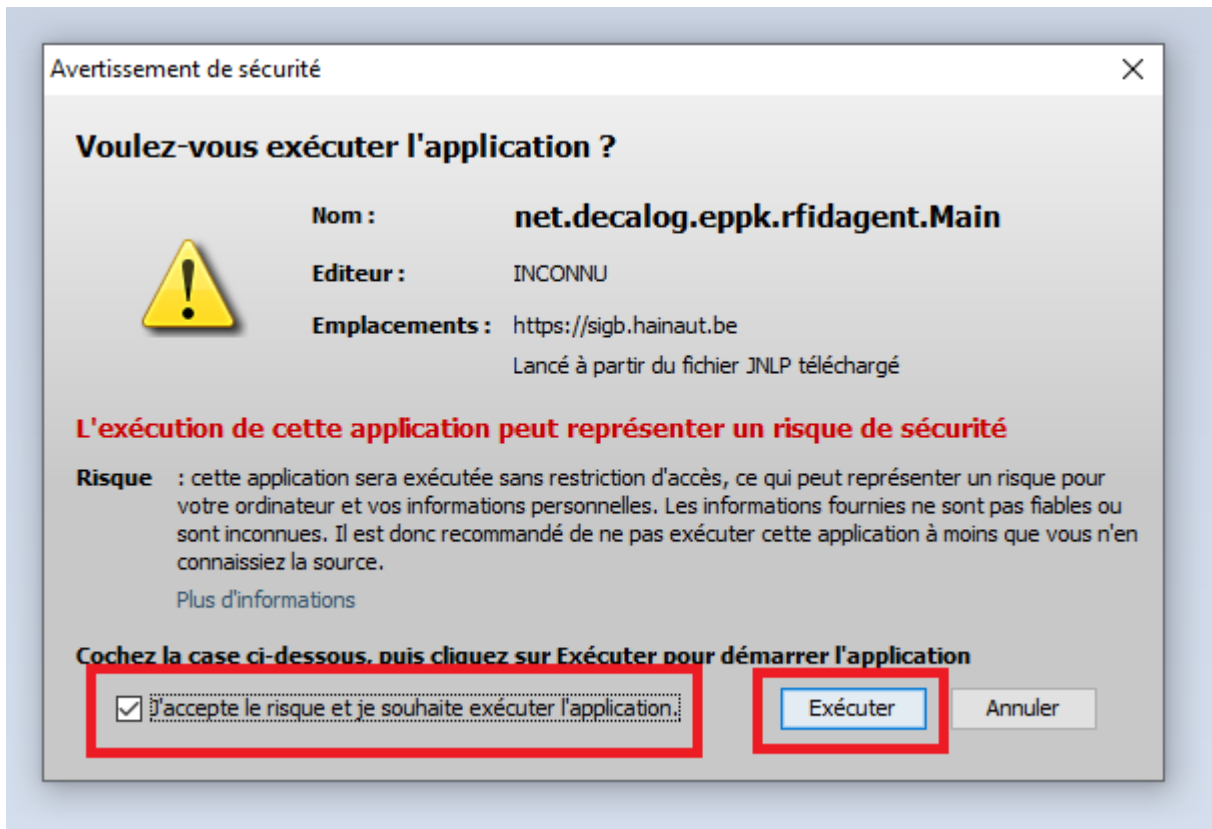 Avertissement de sécurité
Voulez-vous exécuter l'application ?
Nom : net.decalog.eppk.rfidagent.Main
Editeur : INCONNU
Emplacements : https://sigb.hainaut.be
Lancé à partir du fichier JNLP téléchargé
L'exécution de cette application peut représenter un risque de sécurité
Risque : cette application sera exécutée sans restriction d'accès, ce qui peut représenter un risque pour
votre ordinateur et vos informations personnelles. Les informations fournies ne sont pas fiables ou
sont inconnues. Il est donc recommandé de ne pas exécuter cette application à moins que vous n'en
connaissiez la source.
Plus d'informations
Cochez la case ci-dessous, puis cliquez sur Exécuter pour démarrer l'application
J'accepte le risque et je souhaite exécuter l'application. Exécuter Annuler